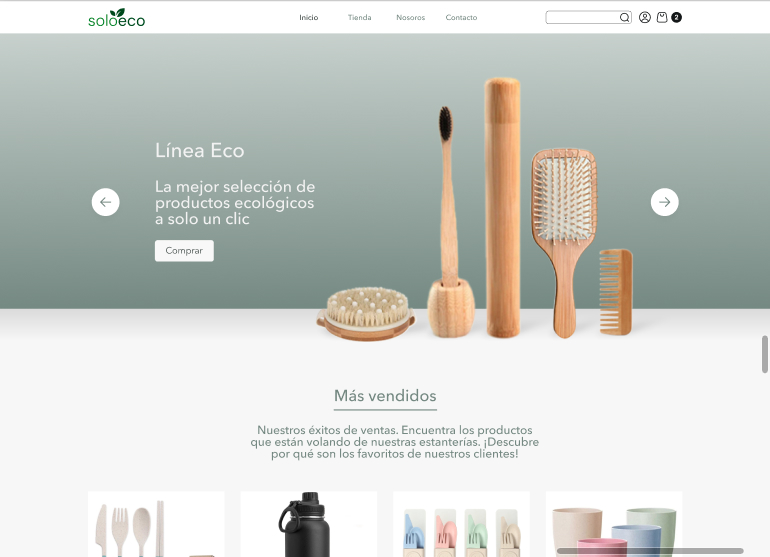 soloeco
Inicio
Tienda
Nosoros
Contacto
2
Línea Eco
La mejor selección de
productos ecológicos
a solo un clic
Comprar
Más vendidos
Nuestros éxitos de ventas. Encuentra los productos
que están volando de nuestras estanterías. ¡Descubre
por qué son los favoritos de nuestros clientes!